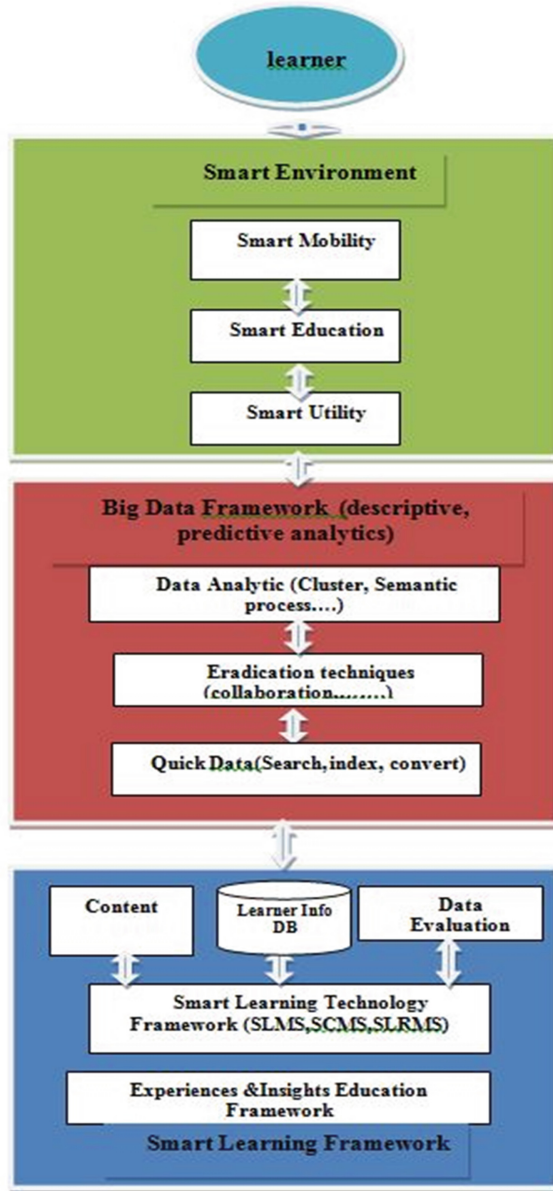 learner
Smart Environment
Smart Mobility
Smart Education
Smart Utility
Big Data Framework (descriptive,
predictive analytics)
Data Analytic (Cluster, Semantic
process....)
Eradication techniques
(collaboration........)
Quick Data(Search,index, convert)
Content
Learner Info
DB
Data
Evaluation
Smart Learning Technology
Framework (SLMS,SCMS,SLRMS)
Experiences &Insights Education
Framework
Smart Learning Framework